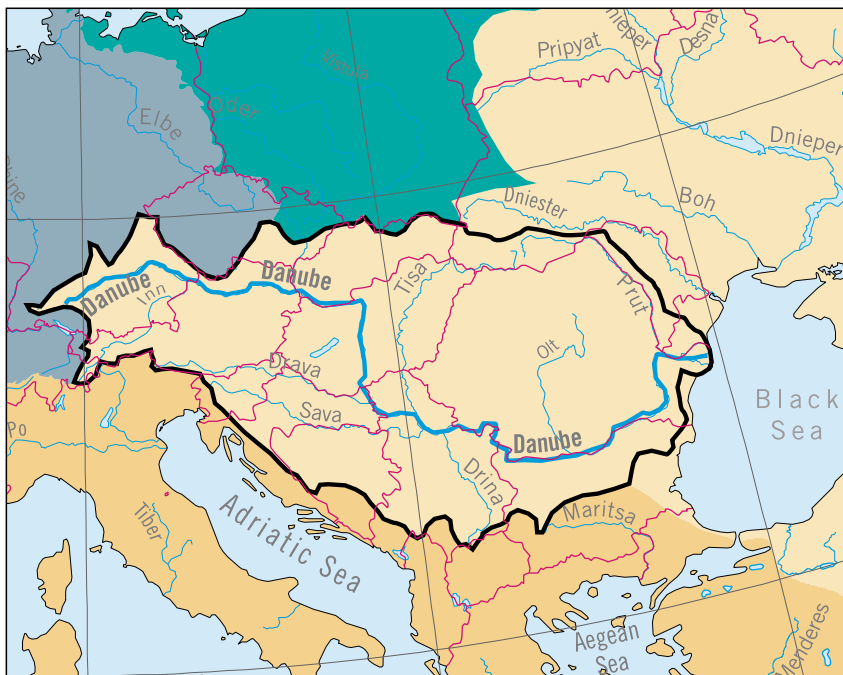 Dnieper
Desna
Pripyat
Vistula
Oder
Elbe
Dnieper
Rhine
Dniester
Boh
Danube
Danube
Inn
Tisa
Prut
Olt
Drava
Sava
Black
Sea
Po
Danube
Drina
Maritsa
Tiber
Adriatic Sea
Aegean
Sea
Menderes